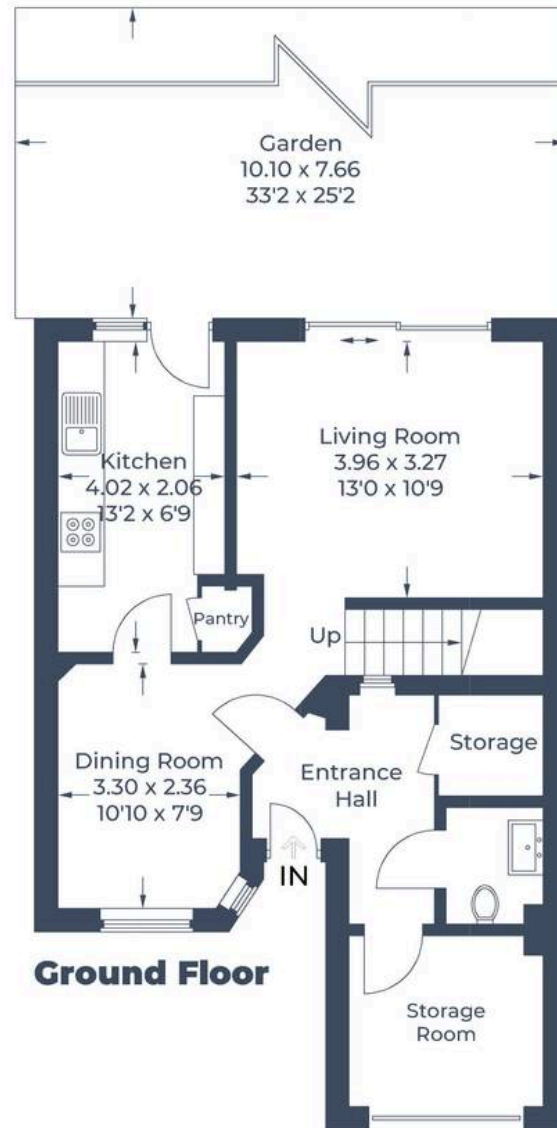 Garden
10.10 x 7.66
33'2 x 25'2
Living Room
3.96 x 3.27
13'0 x 10'9
Kitchen
4.02 x 2.06
13'2 x 6'9
Pantry
Up
Dining Room
3.30 x 2.36
10'10 x 7'9
Entrance
Hall
Storage
IN
Ground Floor
Storage
Room